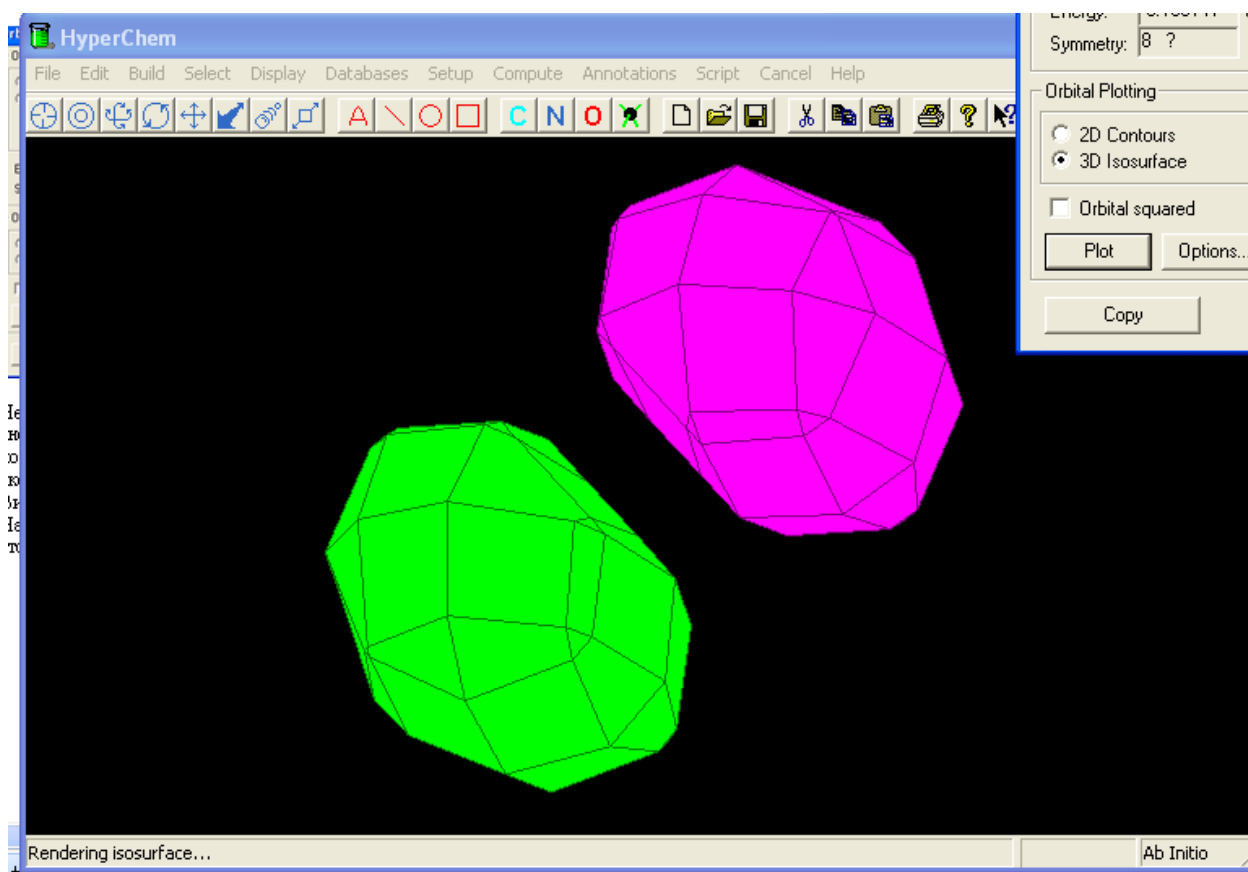 HyperChem
File Edit Build Select Display Databases Setup Compute Annotations Script Cancel Help
A C N O
Symmetry: 8 ?
Orbital Plotting
2D Contours
3D Isosurface
Orbital squared
Plot Options...
Copy
Rendering isosurface...
Ab Initio